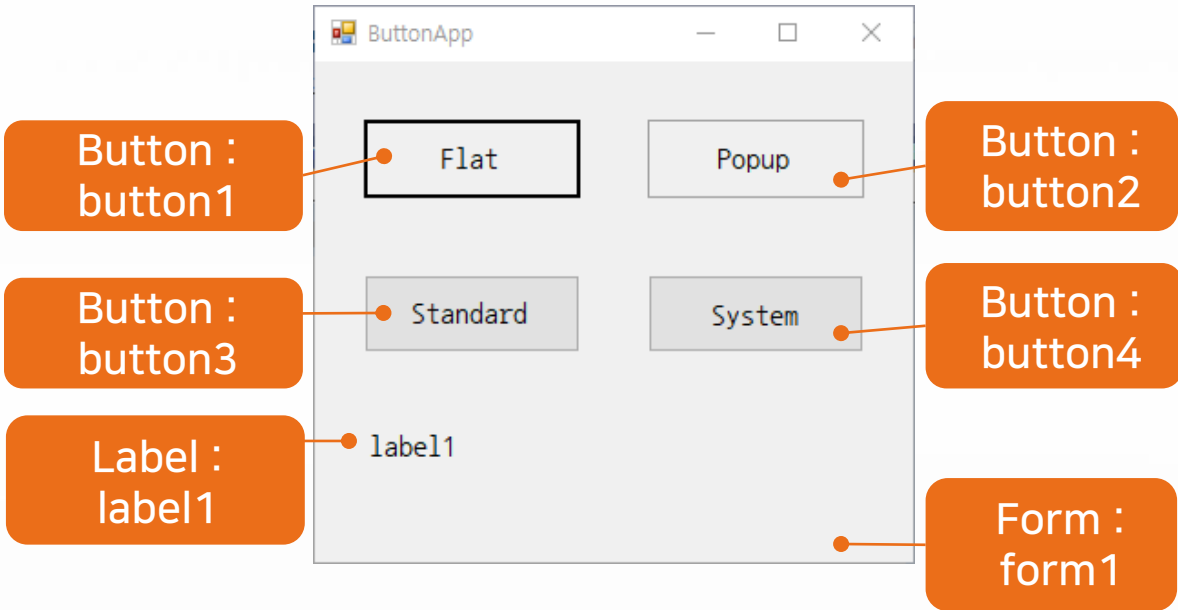 ButtonApp
Button :
button1
Flat
Popup
Button :
button2
Button :
button3
Standard
System
Button :
button4
Label :
label1
label1
Form :
form1